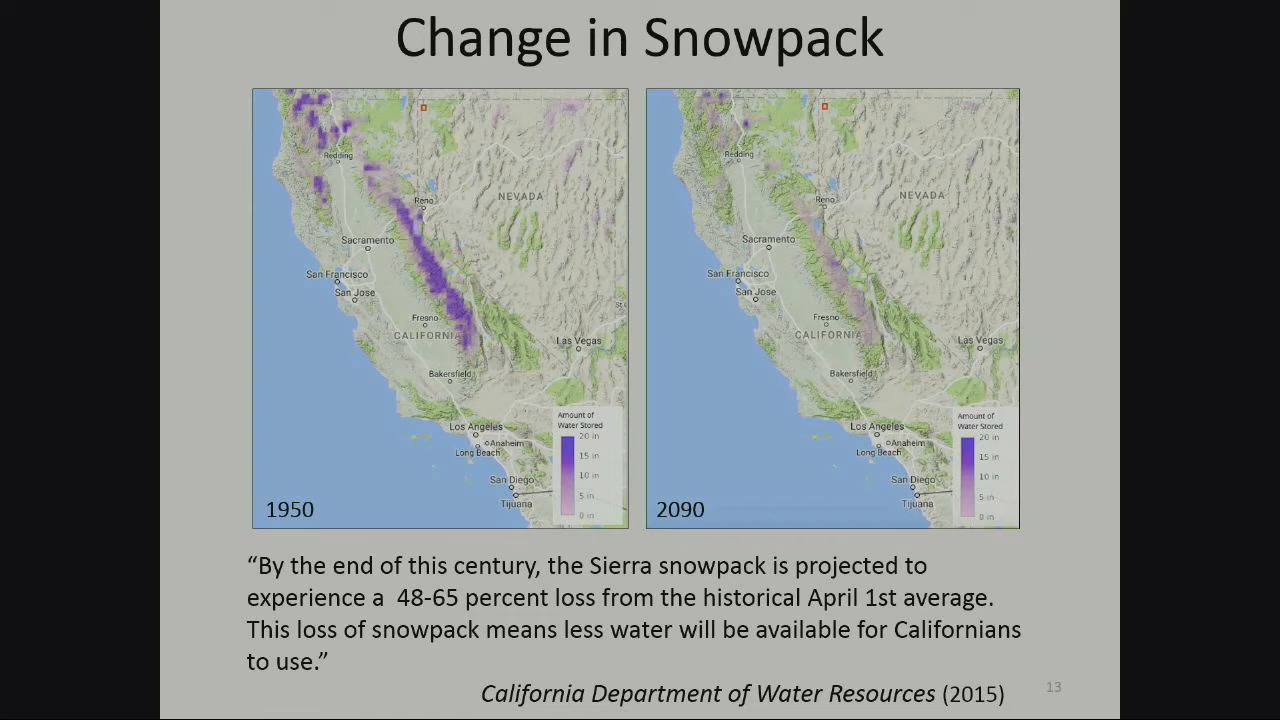 Change in Snowpack
Redding
Reno
NEVADA
Sacramento
San Francisco
San Jose
Fresno
CALIFORNIA
Las Vegas
Bakersfield
Los Angeles
Anaheim
Long Beach
San Diego
Tijuana
St G
Amount of
Water Stored
20 in
15 in
10 in
5 in
0 in
1950
Redding
Reno
NEVADA
Sacramento
San Francisco
San Jose
Fresno
CALIFORNIA
Las Vegas
Bakersfield
Los Angeles
Anaheim
Long Beach
San Diego
Tijuana
Amount of
Water Stored
20 in
15 in
10 in
5 in
0 in
2090
“By the end of this century, the Sierra snowpack is projected to
experience a  48-65 percent loss from the historical April 1st average.
This loss of snowpack means less water will be available for Californians
to use.”
California Department of Water Resources (2015)
13